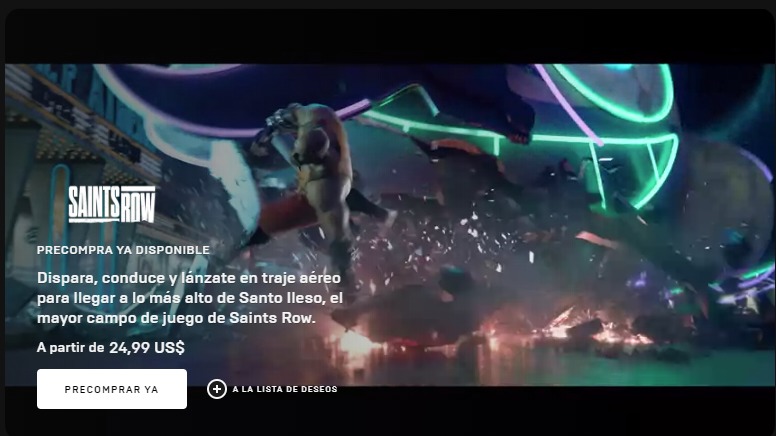 SAINTS ROW
PRECOMPRA YA DISPONIBLE
Dispara, conduce y lánzate en traje aéreo
para llegar a lo más alto de Santo Ileso, el
mayor campo de juego de Saints Row.
A partir de 24,99 US$
PRECOMPRAR YA
A LA LISTA DE DESEOS